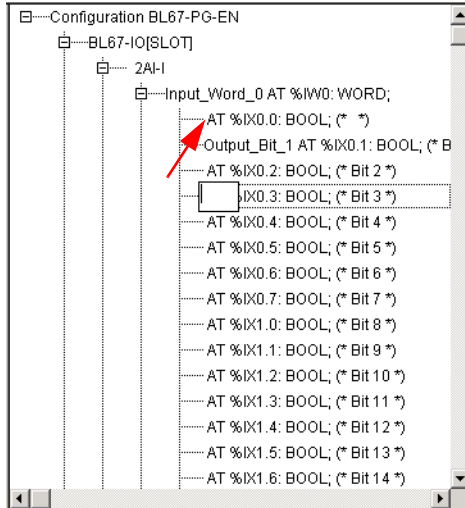 Configuration BL67-PG-EN
BL67-IO[SLOT]
2AI-I
Input_Word_0 AT %IW0: WORD;
AT %IX0.0: BOOL; (* *)
Output_Bit_1 AT %IX0.1: BOOL; (* B
AT %IX0.2: BOOL; (* Bit 2 *)
IX0.3: BOOL; (* Bit 3 *)
AT %IX0.4: BOOL; (* Bit 4 *)
AT %IX0.5: BOOL; (* Bit 5 *)
AT %IX0.6: BOOL; (* Bit 6 *)
AT %IX0.7: BOOL; (* Bit 7 *)
AT %IX1.0: BOOL; (* Bit 8 *)
AT %IX1.1: BOOL; (* Bit 9 *)
AT %IX1.2: BOOL; (* Bit 10 *)
AT %IX1.3: BOOL; (* Bit 11 *)
AT %IX1.4: BOOL; (* Bit 12 *)
AT %IX1.5: BOOL; (* Bit 13 *)
AT %IX1.6: BOOL; (* Bit 14 *)